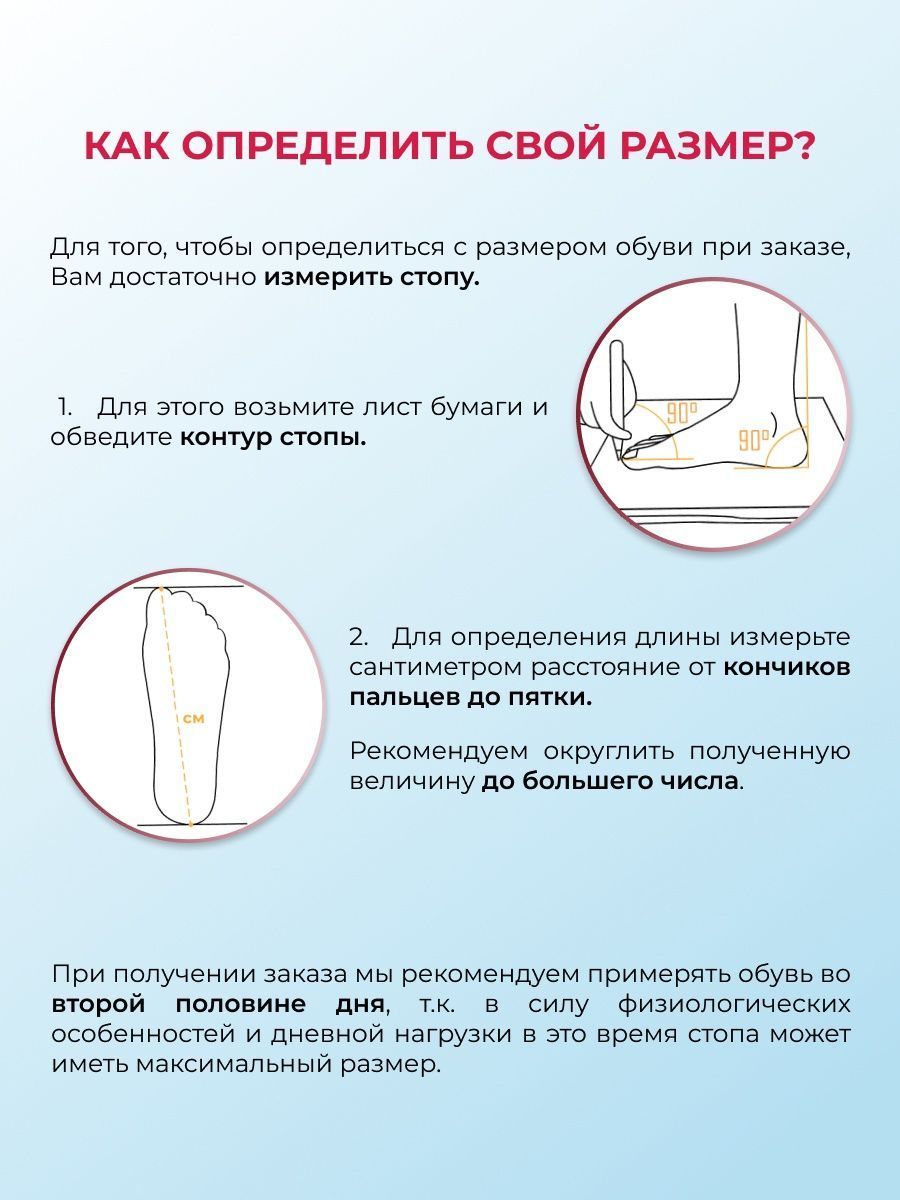 КАК ОПРЕДЕЛИТЬ СВОЙ РАЗМЕР?
Для того, чтобы определиться с размером обуви при заказе,
Вам достаточно измерить стопу.
1. Для этого возьмите лист бумаги и
обведите контур стопы.
90°
90°
см
2. Для определения длины измерьте
сантиметром расстояние от кончиков
пальцев до пятки.
Рекомендуем округлить полученную
величину до большего числа.
При получении заказа мы рекомендуем примерять обувь во
второй половине дня, т.к. в силу физиологических
особенностей и дневной нагрузки в это время стопа может
иметь максимальный размер.